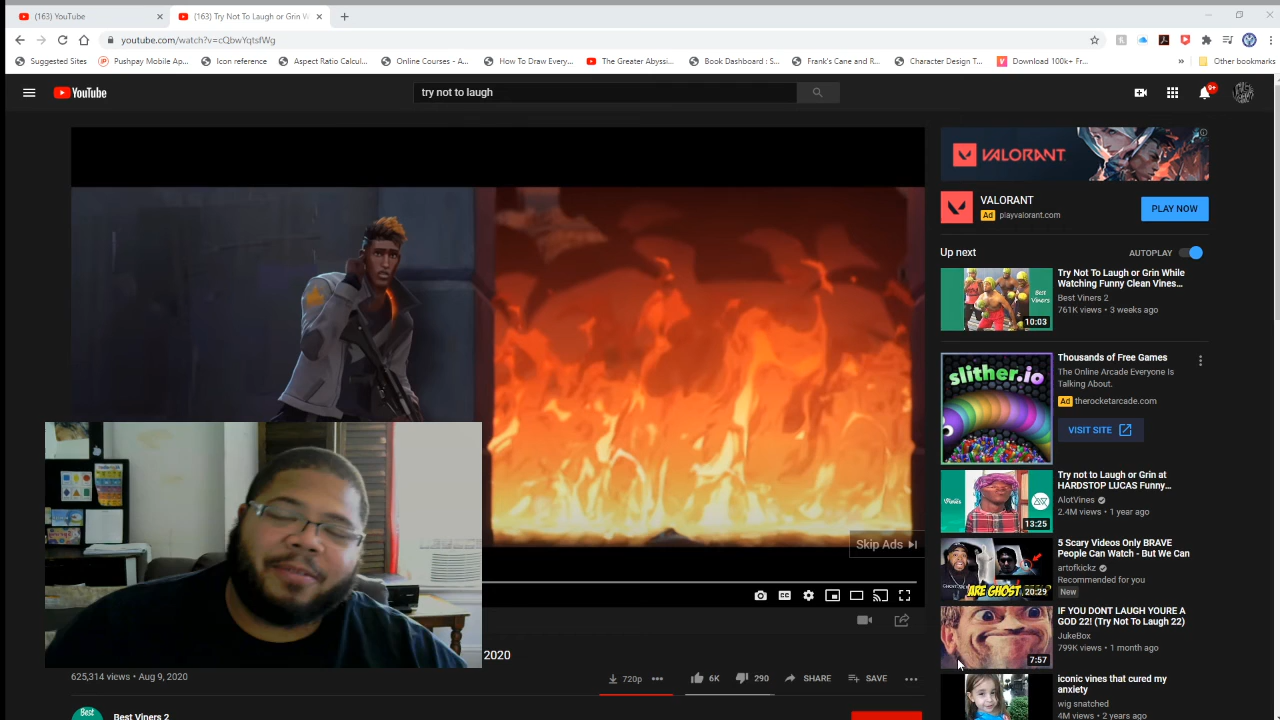 (163) YouTube
(163) Try Not To Laugh or Grin W
youtube.com/watch?v=cQbwYqtsfWg
Suggested Sites
Pushpay Mobile Ap...
Icon reference
Aspect Ratio Calcul...
Online Courses - A...
How To Draw Every...
The Greater Abyssi...
Book Dashboard : S...
Frank's Cane and R...
Character Design T...
Download 100k+ Fr...
»
Other bookmarks
YouTube
try not to laugh
9+
VALORANT
VALORANT
Ad playvalorant.com
PLAY NOW
Up next
AUTOPLAY
Try Not To Laugh or Grin While
Watching Funny Clean Vines...
Best Viners 2
761K views • 3 weeks ago
Best
Viners
10:03
slither.io
Thousands of Free Games
The Online Arcade Everyone Is
Talking About.
Ad therocketarcade.com
VISIT SITE
Try not to Laugh or Grin at
HARDSTOP LUCAS Funny...
AlotVines
2.4M views • 1 year ago
13:25
5 Scary Videos Only BRAVE
People Can Watch - But We Can
artofkickz
Recommended for you
New
ARE GHOST
20:29
IF YOU DONT LAUGH YOURE A
GOD 22! (Try Not To Laugh 22)
JukeBox
799K views • 1 month ago
7:57
iconic vines that cured my
anxiety
wig snatched
4M views • 2 years ago
Skip Ads
CC
2020
625,314 views • Aug 9, 2020
720p
6K
290
SHARE
SAVE
Best
Best Viners 2